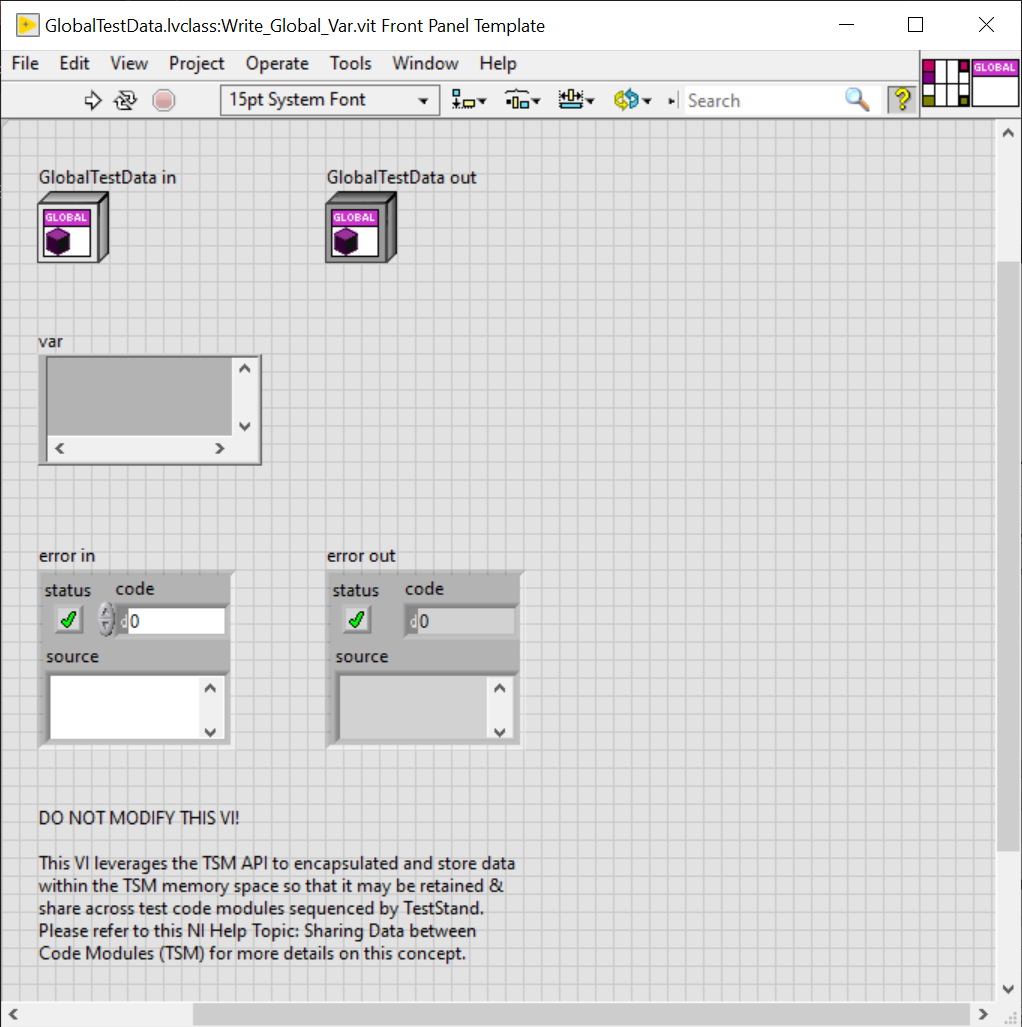 GlobalTestData.lvclass:Write_Global_Var.vit Front Panel Template
File Edit View Project Operate Tools Window Help
15pt System Font Search ? GLOBAL
GlobalTestData in GlobalTestData out
GLOBAL GLOBAL
var
error in error out
status code status code
d0 d0
source source
DO NOT MODIFY THIS VI!
This VI leverages the TSM API to encapsulated and store data
within the TSM memory space so that it may be retained &
share across test code modules sequenced by TestStand.
Please refer to this NI Help Topic: Sharing Data between
Code Modules (TSM) for more details on this concept.